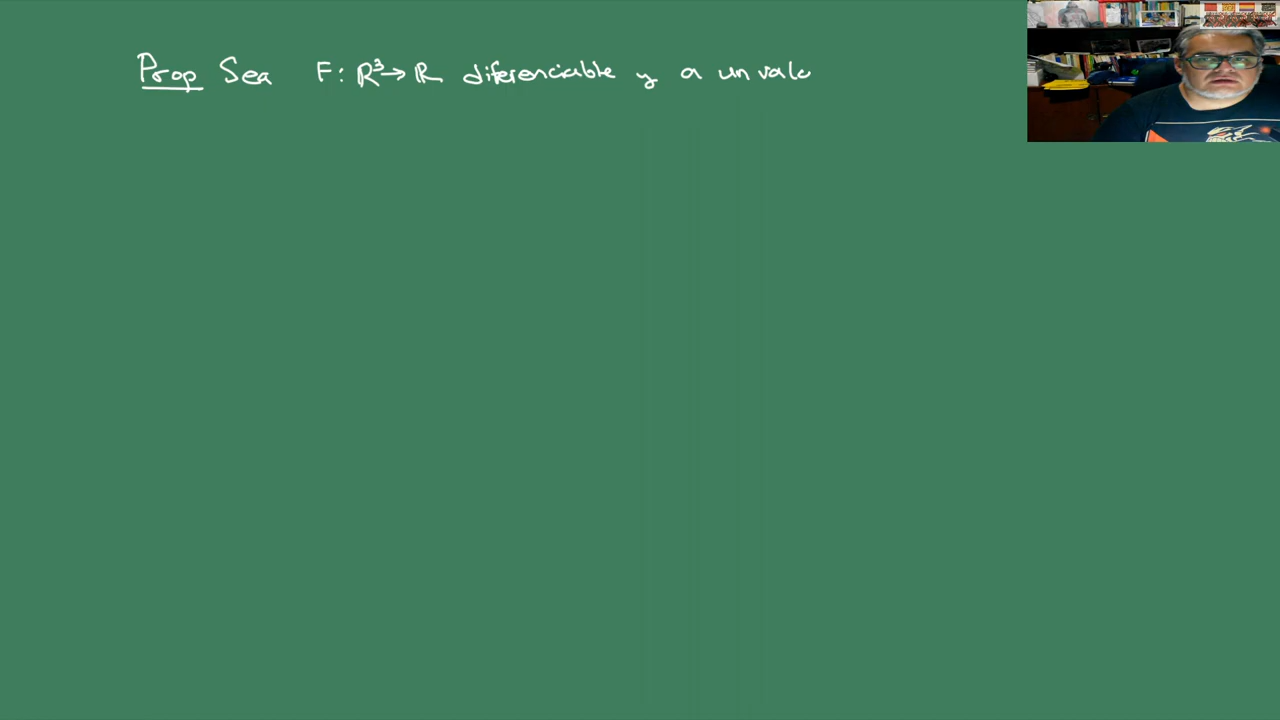 Prop Sea F: ℝ³→ℝ diferenciable y a un valo